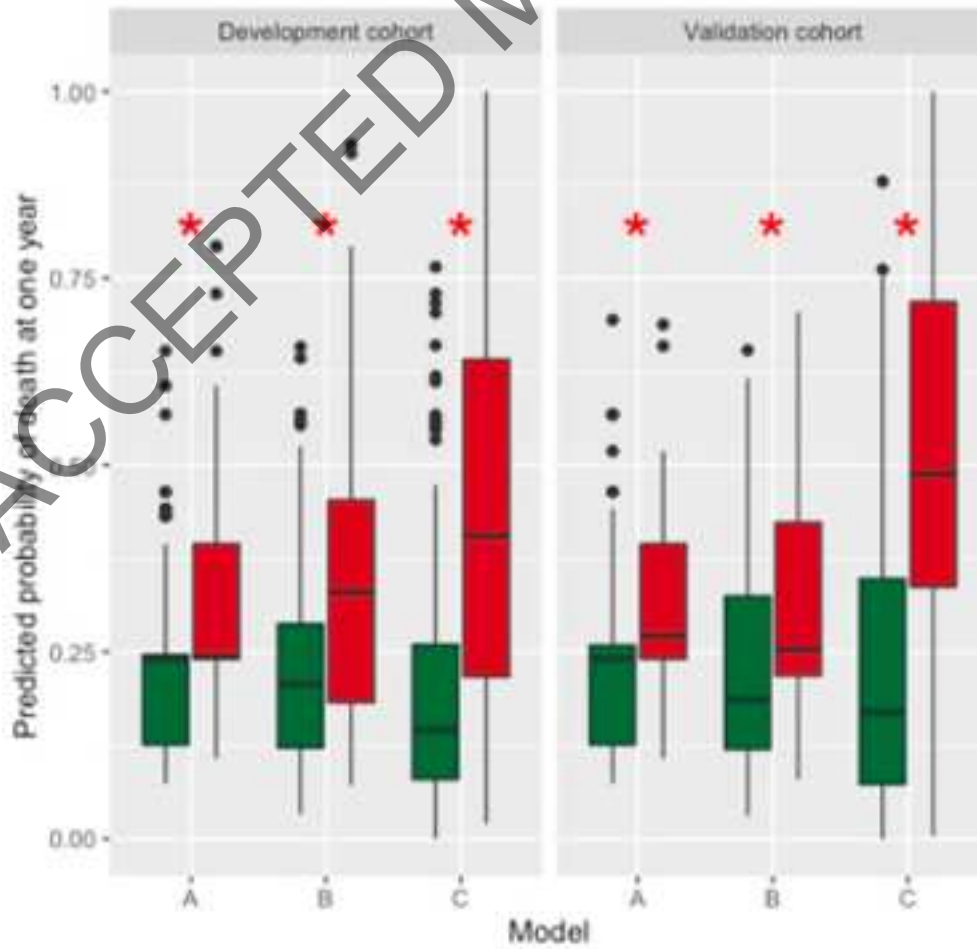 Development cohort
Validation cohort
ACCEPTED M
Predicted probability of death at one year
1.00
0.75
0.50
0.25
0.00
* * * * * *
A B C A B C
Model